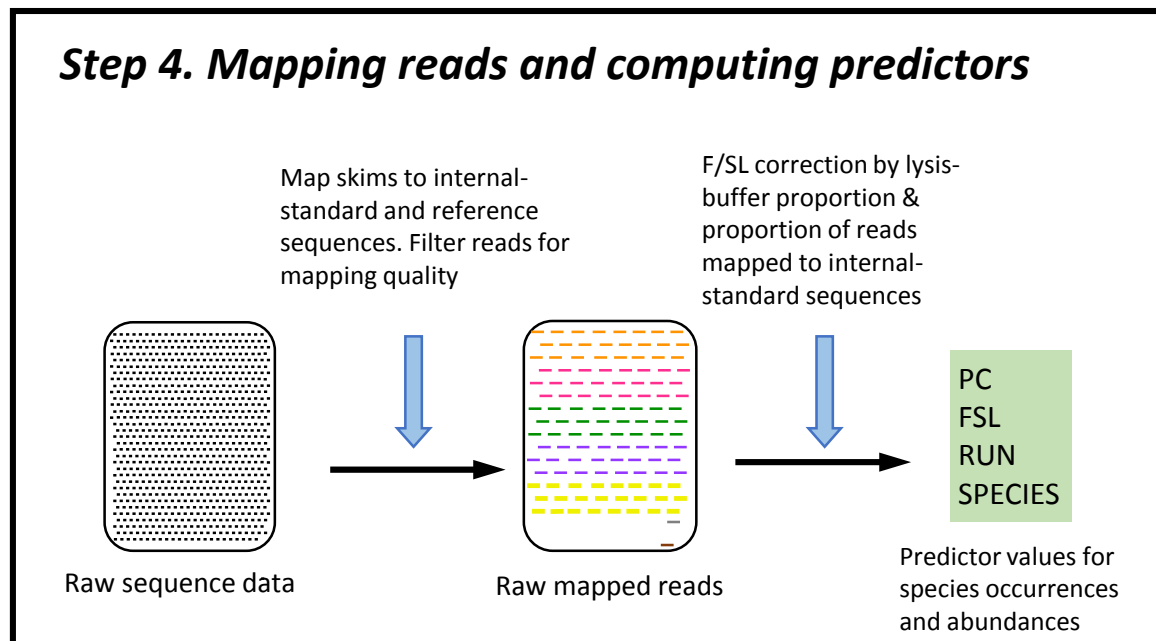 Step 4. Mapping reads and computing predictors
Map skims to internal-
standard and reference
sequences. Filter reads for
mapping quality
F/SL correction by lysis-
buffer proportion &
proportion of reads
mapped to internal-
standard sequences
PC
FSL
RUN
SPECIES
Raw sequence data
Raw mapped reads
Predictor values for
species occurrences
and abundances